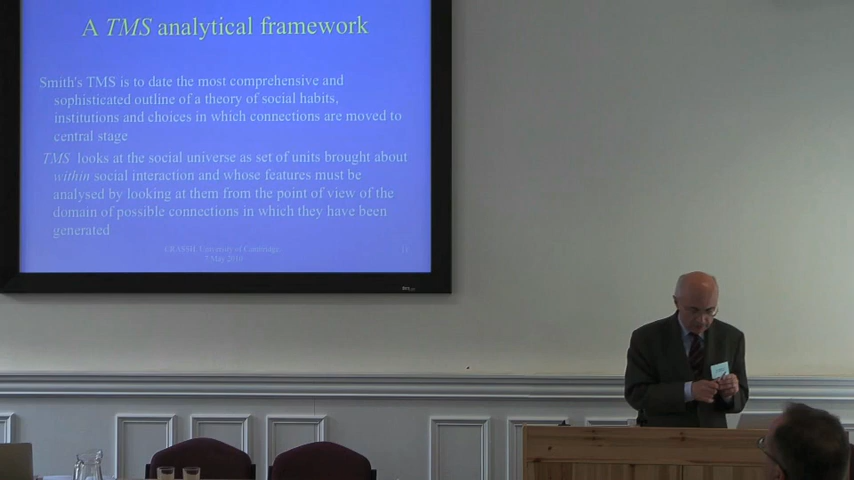 A TMS analytical framework
Smith's TMS is to date the most comprehensive and
sophisticated outline of a theory of social habits,
institutions and choices in which connections are moved to
central stage
TMS looks at the social universe as set of units brought about
within social interaction and whose features must be
analysed by looking at them from the point of view of the
domain of possible connections in which they have been
generated
CRASSH, University of Cambridge
7 May 2010